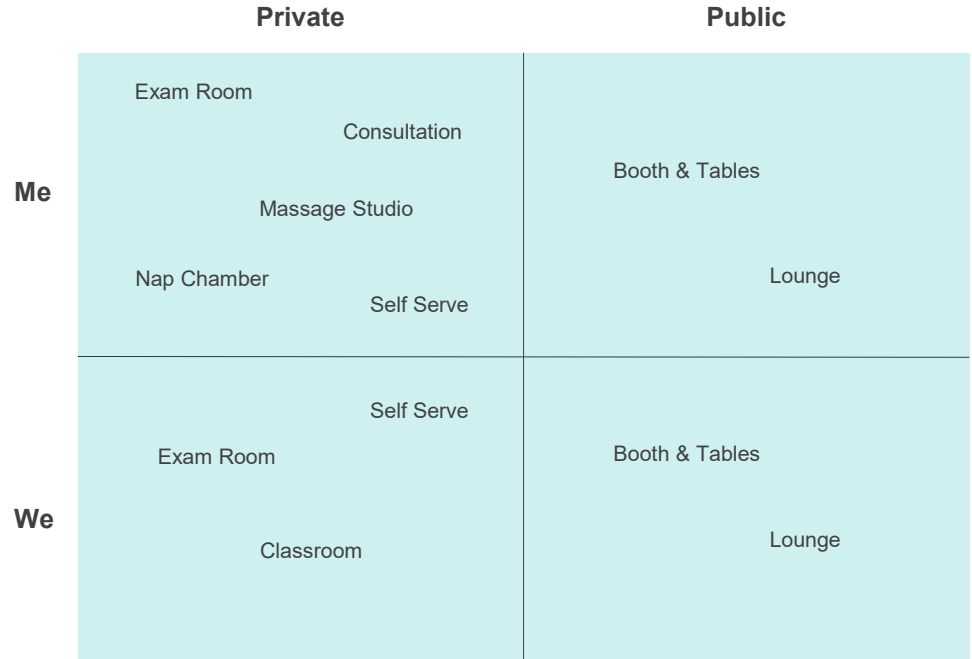 Private
Public
Me
Exam Room
Consultation
Massage Studio
Nap Chamber
Self Serve
Booth & Tables
Lounge
We
Self Serve
Exam Room
Classroom
Booth & Tables
Lounge